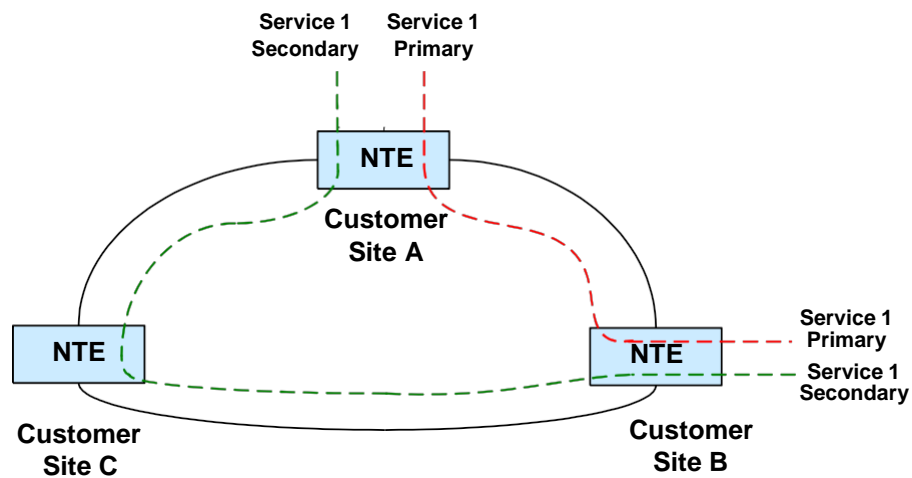 Service 1
Secondary
Service 1
Primary
NTE
Customer
Site A
NTE
NTE
Service 1
Primary
Service 1
Secondary
Customer
Site C
Customer
Site B